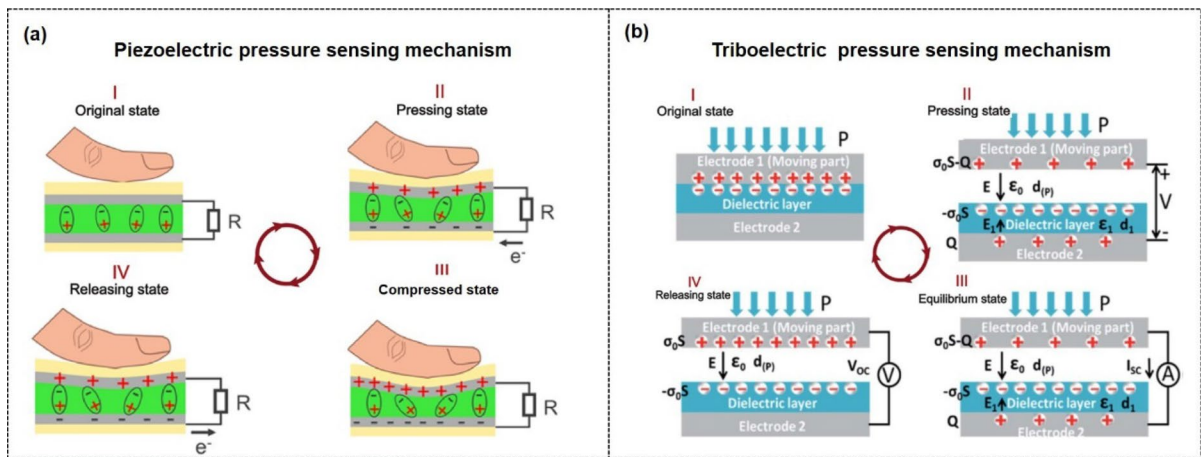 (a)
Piezoelectric pressure sensing mechanism
I
Original state
R
II
Pressing state
R
e-
IV
Releasing state
R
e-
III
Compressed state
R
(b)
Triboelectric pressure sensing mechanism
I
Original state
P
Electrode 1 (Moving part)
Dielectric layer
Electrode 2
II
Pressing state
P
Electrode 1 (Moving part)
σ₀S-Q
E ε₀ d(P)
V
-σ₀S
E₁ Dielectric layer ε₁ d₁
Q
Electrode 2
IV
Releasing state
P
Electrode 1 (Moving part)
σ₀S
E ε₀ d(P)
Voc
V
-σ₀S
Dielectric layer
Electrode 2
III
Equilibrium state
P
Electrode 1 (Moving part)
σ₀S-Q
E ε₀ d(P)
Isc
A
-σ₀S
E₁ Dielectric layer ε₁ d₁
Q
Electrode 2